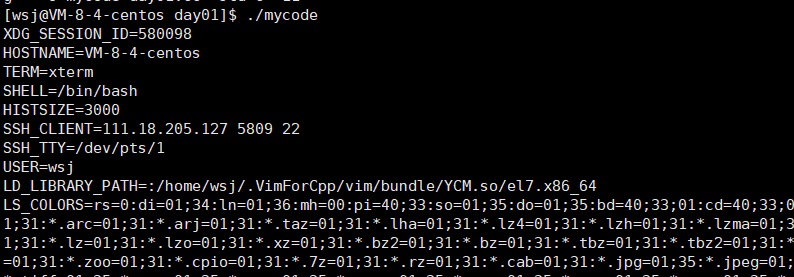 [wsj@VM-8-4-centos day01]$ ./mycode
XDG_SESSION_ID=580098
HOSTNAME=VM-8-4-centos
TERM=xterm
SHELL=/bin/bash
HISTSIZE=3000
SSH_CLIENT=111.18.205.127 5809 22
SSH_TTY=/dev/pts/1
USER=wsj
LD_LIBRARY_PATH=:/home/wsj/.VimForCpp/vim/bundle/YCM.so/el7.x86_64
LS_COLORS=rs=0:di=01;34:ln=01;36:mh=00:pi=40;33:so=01;35:do=01;35:bd=40;33;01:cd=40;33;0
1;31:*.arc=01;31:*.arj=01;31:*.taz=01;31:*.lha=01;31:*.lz4=01;31:*.lzh=01;31:*.lzma=01;3
1;31:*.lz=01;31:*.lzo=01;31:*.xz=01;31:*.bz2=01;31:*.bz=01;31:*.tbz=01;31:*.tbz2=01;31:*
=01;31:*.zoo=01;31:*.cpio=01;31:*.7z=01;31:*.rz=01;31:*.cab=01;31:*.jpg=01;35:*.jpeg=01;